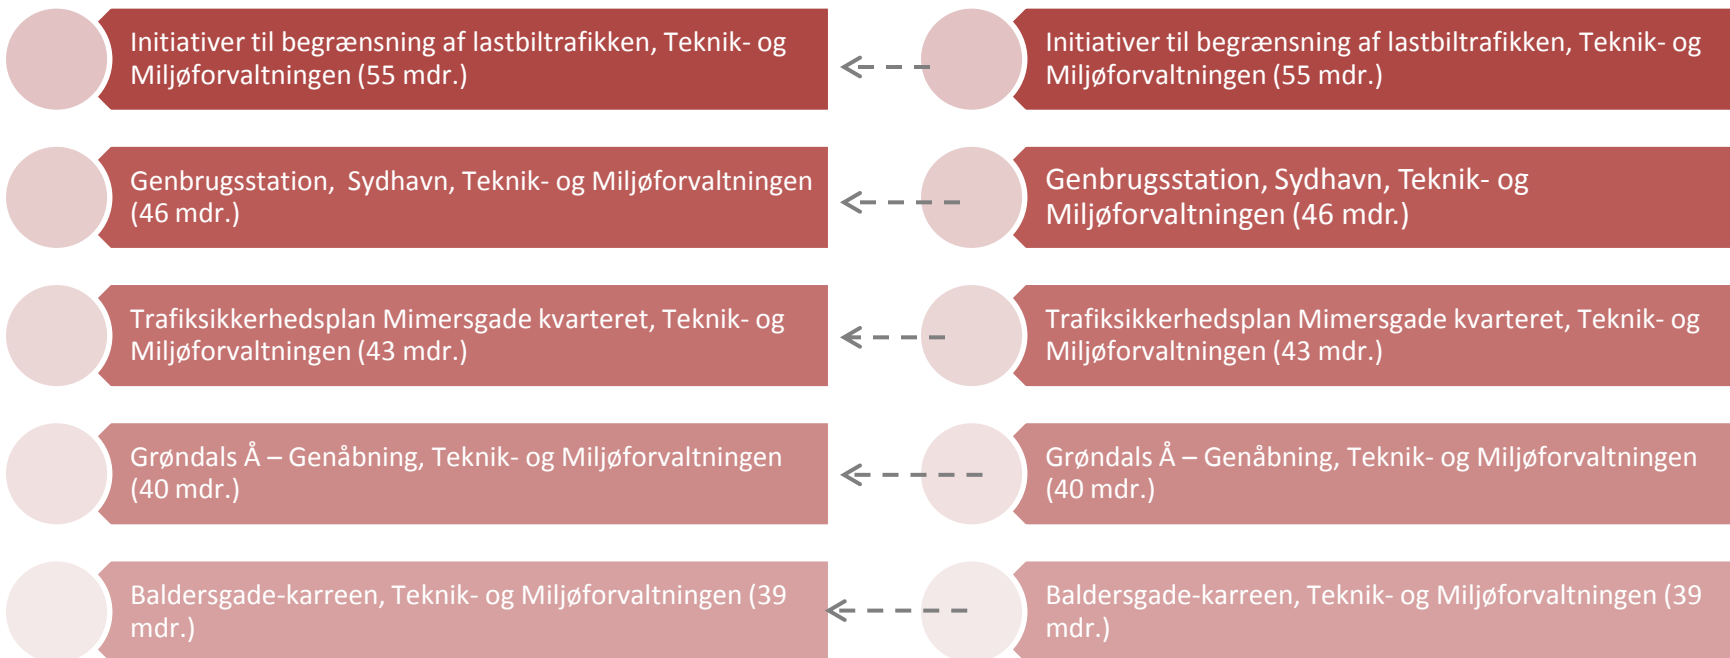 Initiativer til begrænsning af lastbiltrafikken, Teknik- og
Miljøforvaltningen (55 mdr.)
Initiativer til begrænsning af lastbiltrafikken, Teknik- og
Miljøforvaltningen (55 mdr.)
Genbrugsstation, Sydhavn, Teknik- og Miljøforvaltningen
(46 mdr.)
Genbrugsstation, Sydhavn, Teknik- og
Miljøforvaltningen (46 mdr.)
Trafiksikkerhedsplan Mimersgade kvarteret, Teknik- og
Miljøforvaltningen (43 mdr.)
Trafiksikkerhedsplan Mimersgade kvarteret, Teknik- og
Miljøforvaltningen (43 mdr.)
Grøndals Å – Genåbning, Teknik- og Miljøforvaltningen
(40 mdr.)
Grøndals Å – Genåbning, Teknik- og Miljøforvaltningen
(40 mdr.)
Baldersgade-karreen, Teknik- og Miljøforvaltningen (39
mdr.)
Baldersgade-karreen, Teknik- og Miljøforvaltningen (39
mdr.)